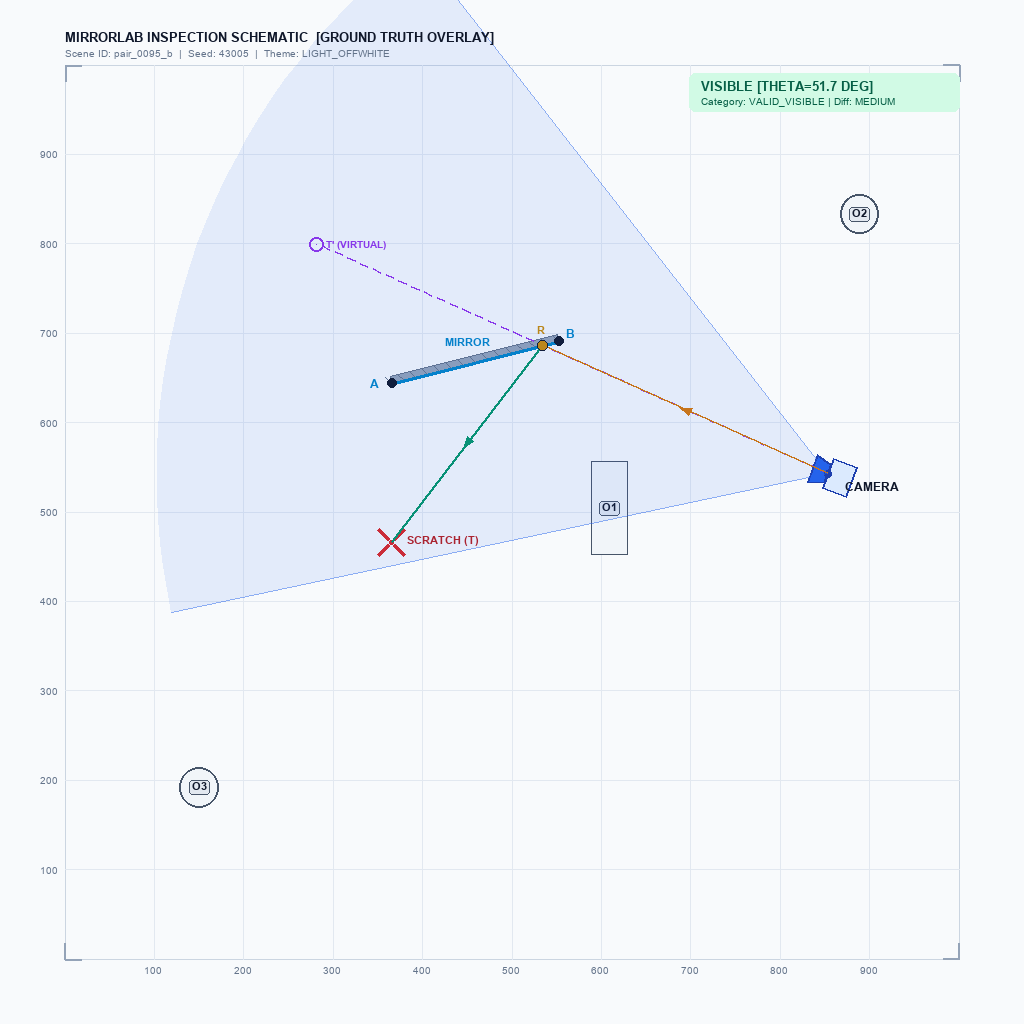 MIRRORLAB INSPECTION SCHEMATIC [GROUND TRUTH OVERLAY]
Scene ID: pair_0095_b | Seed: 43005 | Theme: LIGHT_OFFWHITE
VISIBLE [THETA=51.7 DEG]
Category: VALID_VISIBLE | Diff: MEDIUM
900
O2
800
T' (VIRTUAL)
700
R
B
MIRROR
A
600
CAMERA
500
O1
SCRATCH (T)
400
300
200
O3
100
100 200 300 400 500 600 700 800 900